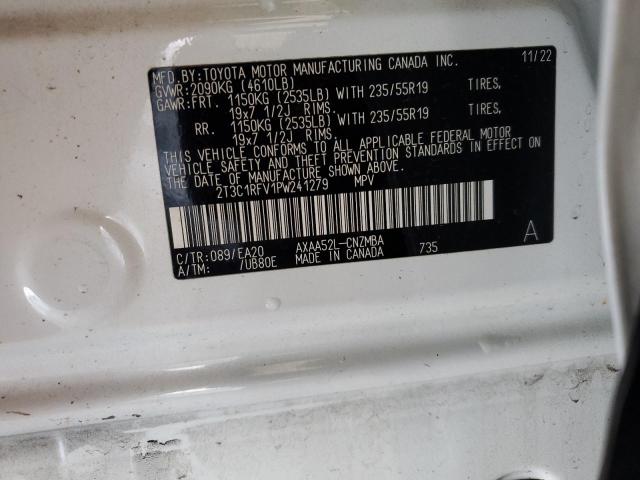 MFD. BY: TOYOTA MOTOR MANUFACTURING CANADA INC. 11/22
GVWR: 2090KG (4610LB)
GAWR: FRT. 1150KG (2535LB) WITH 235/55R19 TIRES,
19x7 1/2J RIMS.
RR. 1150KG (2535LB) WITH 235/55R19 TIRES,
19x7 1/2J RIMS.
THIS VEHICLE CONFORMS TO ALL APPLICABLE FEDERAL MOTOR
VEHICLE SAFETY AND THEFT PREVENTION STANDARDS IN EFFECT ON
THE DATE OF MANUFACTURE SHOWN ABOVE.
2T3C1RFV1PW241279 MPV
C/TR: 089/EA20 AXAA52L-CNZMBA A
A/TM: /UB80E MADE IN CANADA 735